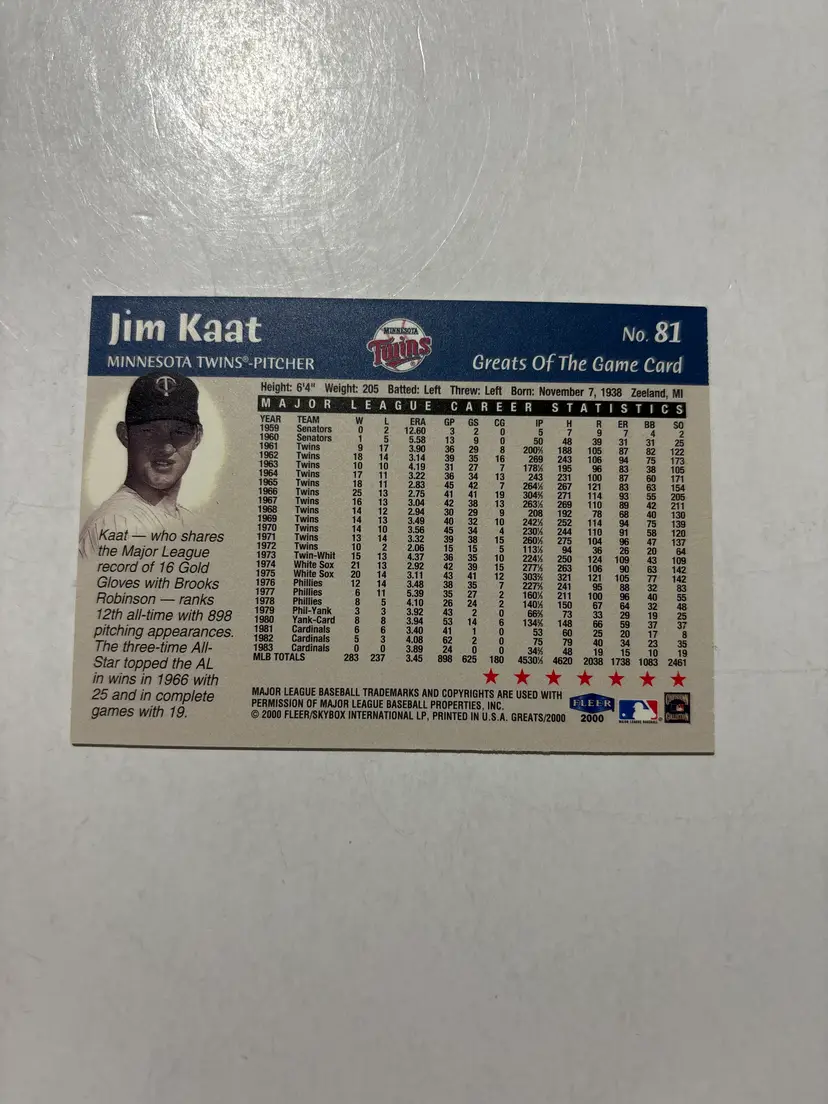 Jim Kaat
MINNESOTA TWINS®-PITCHER
MINNESOTA
Twins
No. 81
Greats Of The Game Card
Height: 6'4" Weight: 205 Batted: Left Threw: Left Born: November 7, 1938 Zeeland, MI
MAJOR LEAGUE CAREER STATISTICS
YEAR TEAM W L ERA GP GS CG IP H R ER BB SO
1959 Senators 0 2 12.60 3 2 0 5 7 9 7 4 2
1960 Senators 1 5 5.58 13 9 0 50 48 39 31 31 25
1961 Twins 9 17 3.90 36 29 8 200⅔ 188 105 87 82 122
1962 Twins 18 14 3.14 39 35 16 269 243 106 94 75 173
1963 Twins 10 10 4.19 31 27 7 178⅓ 195 96 83 38 105
1964 Twins 17 11 3.22 36 34 13 243 231 100 87 60 171
1965 Twins 18 11 2.83 45 42 7 264⅓ 267 121 83 63 154
1966 Twins 25 13 2.75 41 41 19 304⅔ 271 114 93 55 205
1967 Twins 16 13 3.04 42 38 13 263⅓ 269 110 89 42 211
1968 Twins 14 12 2.94 30 29 9 208 192 78 68 40 130
1969 Twins 14 13 3.49 40 32 10 242⅓ 252 114 94 75 139
1970 Twins 14 10 3.56 45 34 4 230⅓ 244 110 91 58 120
1971 Twins 13 14 3.32 39 38 15 260⅓ 275 104 96 47 137
1972 Twins 10 2 2.06 15 15 5 113⅓ 94 36 26 20 64
1973 Twin-Whit 15 13 4.37 36 35 10 224⅓ 250 124 109 43 109
1974 White Sox 21 13 2.92 42 39 15 277⅓ 263 106 90 63 142
1975 White Sox 20 14 3.11 43 41 12 303⅔ 321 121 105 77 142
1976 Phillies 12 14 3.48 38 35 7 227⅔ 241 95 88 32 83
1977 Phillies 6 11 5.39 35 27 2 160⅓ 211 100 96 40 55
1978 Phillies 8 5 4.10 26 24 2 140⅓ 150 67 64 32 48
1979 Phil-Yank 3 3 3.92 43 2 0 66⅓ 73 33 29 19 25
1980 Yank-Card 8 8 3.94 53 14 6 134⅔ 148 66 59 37 37
1981 Cardinals 6 6 3.40 41 1 0 53 60 25 20 17 8
1982 Cardinals 5 3 4.08 62 2 0 75 79 40 34 23 35
1983 Cardinals 0 0 3.89 24 0 0 34⅔ 48 19 15 10 19
MLB TOTALS 283 237 3.45 898 625 180 4530⅓ 4620 2038 1738 1083 2461
Kaat — who shares
the Major League
record of 16 Gold
Gloves with Brooks
Robinson — ranks
12th all-time with 898
pitching appearances.
The three-time All-
Star topped the AL
in wins in 1966 with
25 and in complete
games with 19.
MAJOR LEAGUE BASEBALL TRADEMARKS AND COPYRIGHTS ARE USED WITH
PERMISSION OF MAJOR LEAGUE BASEBALL PROPERTIES, INC.
© 2000 FLEER/SKYBOX INTERNATIONAL LP, PRINTED IN U.S.A. GREATS/2000
FLEER
2000
MAJOR LEAGUE BASEBALL